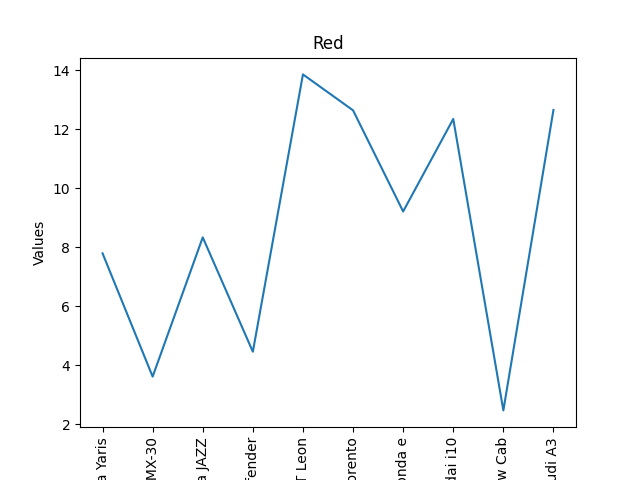 Red
Values
14
12
10
8
6
4
2
a Yaris
MX-30
a JAZZ
fender
T Leon
orento
onda e
dai i10
w Cab
udi A3